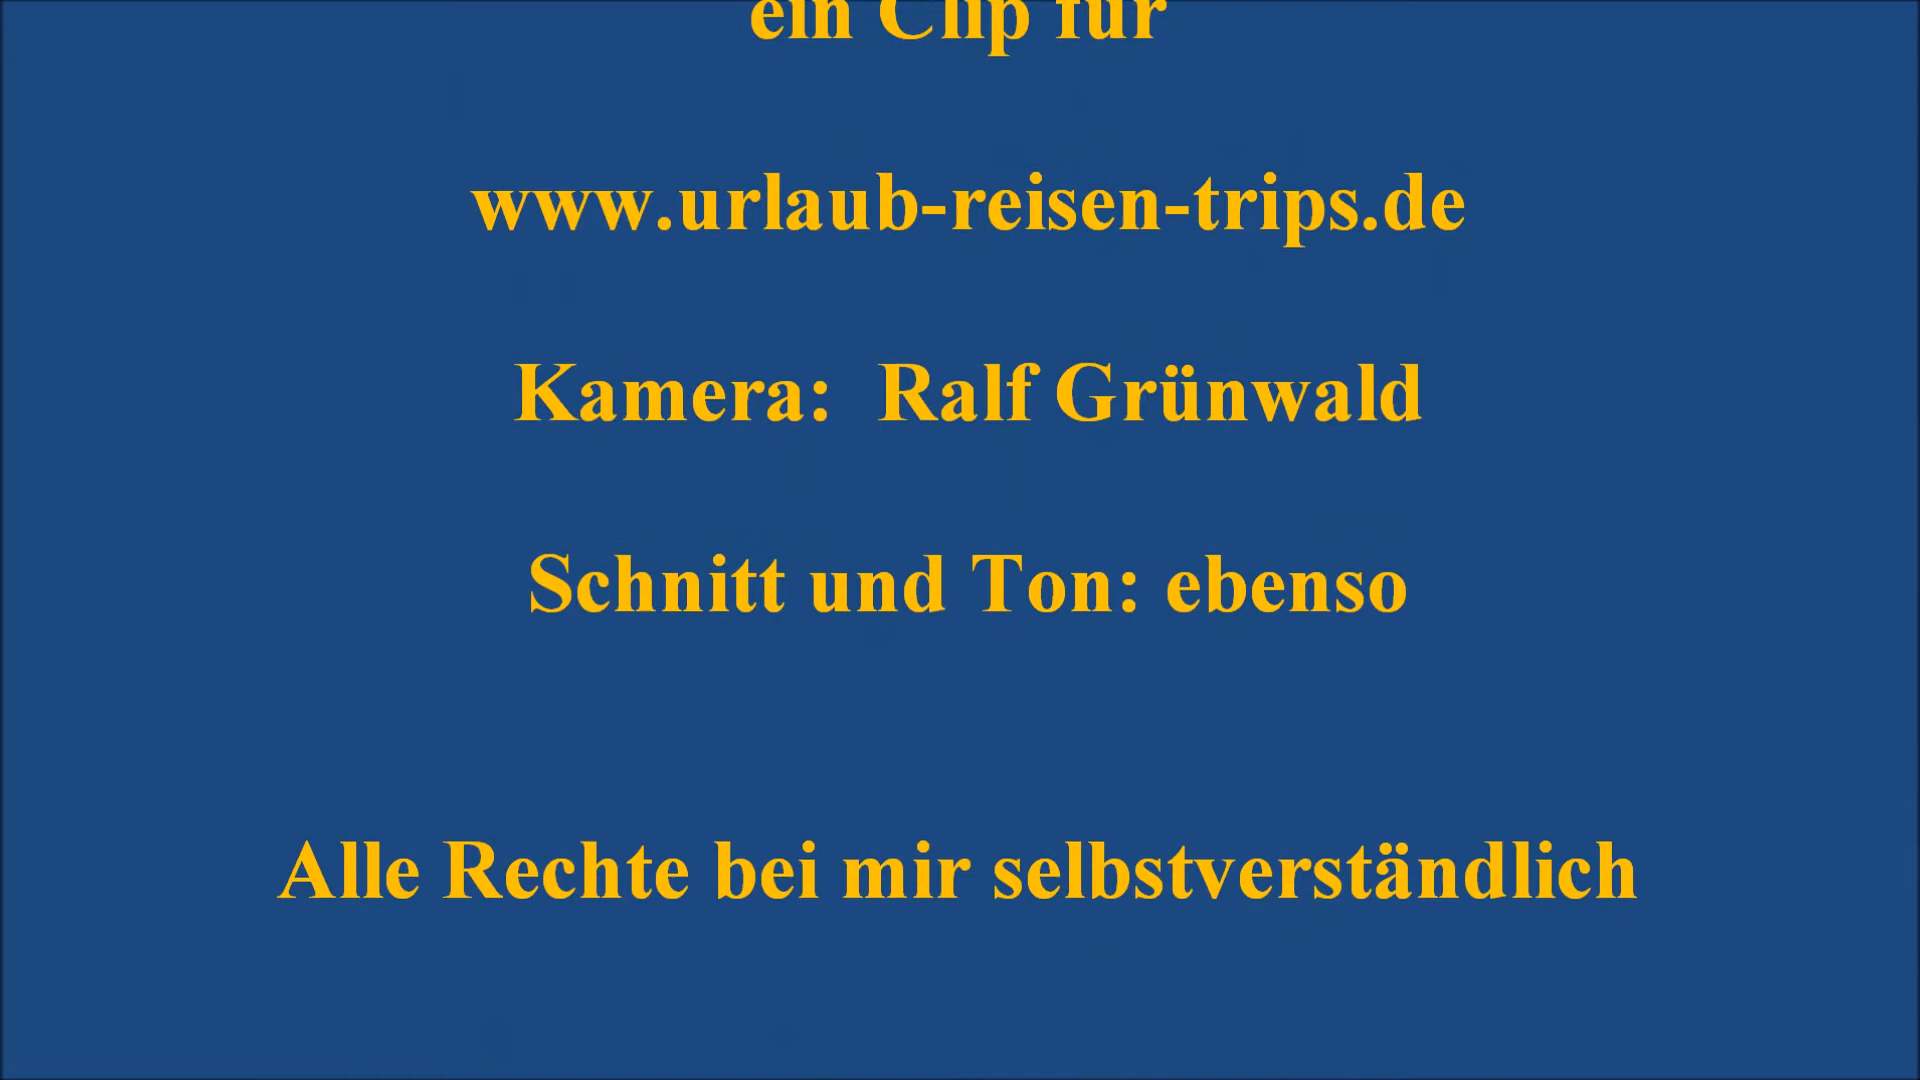 ein Clip für
www.urlaub-reisen-trips.de
Kamera: Ralf Grünwald
Schnitt und Ton: ebenso
Alle Rechte bei mir selbstverständlich